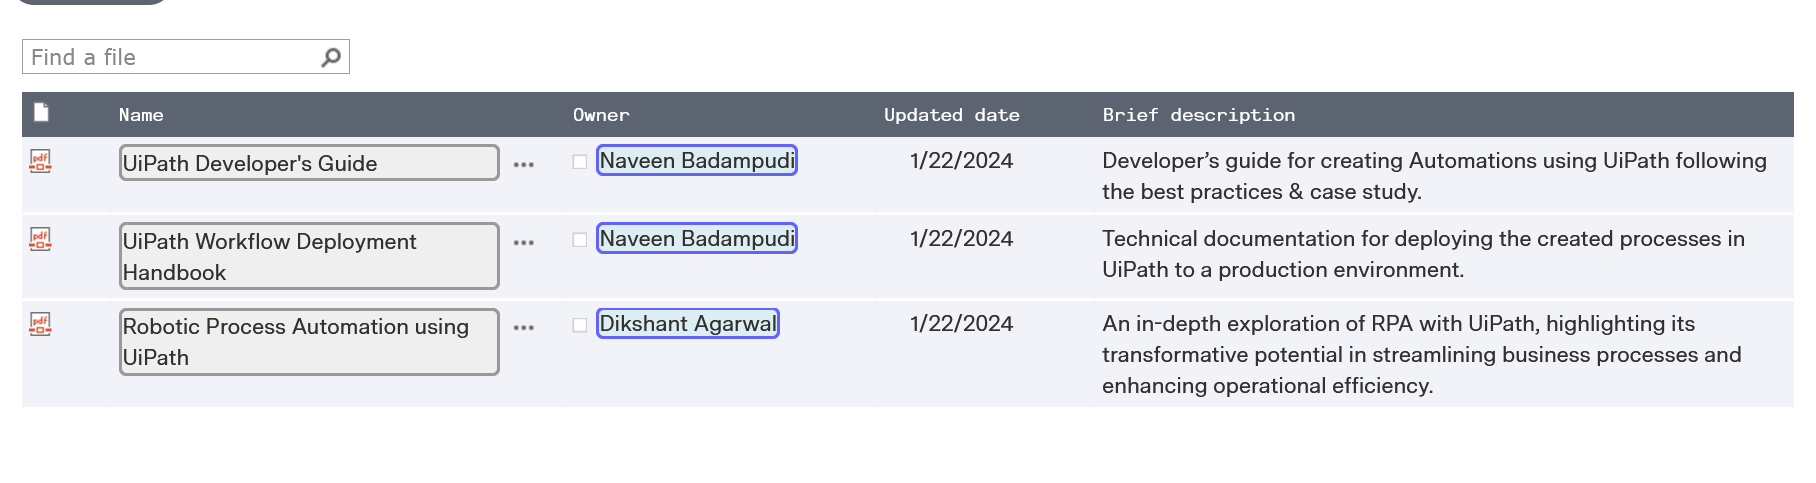 Find a file
Name Owner Updated date Brief description
pdf UiPath Developer's Guide ••• Naveen Badampudi 1/22/2024 Developer’s guide for creating Automations using UiPath following
the best practices & case study.
pdf UiPath Workflow Deployment ••• Naveen Badampudi 1/22/2024 Technical documentation for deploying the created processes in
Handbook UiPath to a production environment.
pdf Robotic Process Automation using ••• Dikshant Agarwal 1/22/2024 An in-depth exploration of RPA with UiPath, highlighting its
UiPath transformative potential in streamlining business processes and
enhancing operational efficiency.